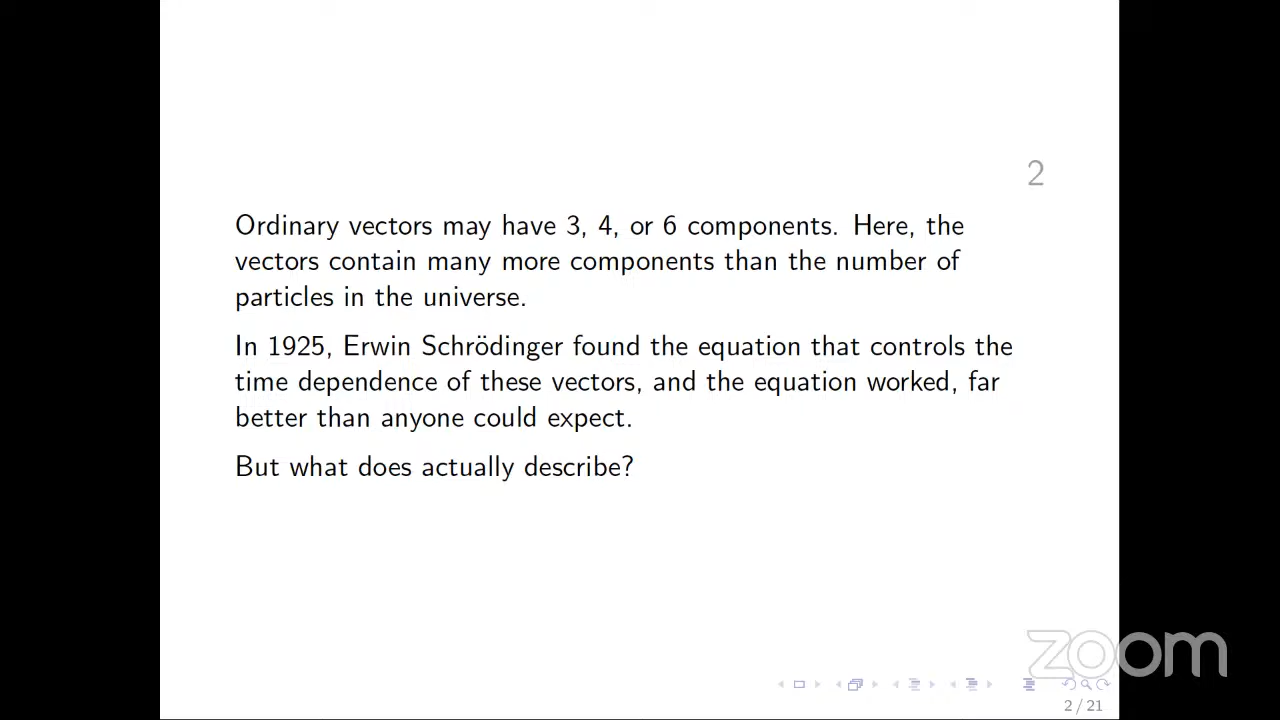 2
Ordinary vectors may have 3, 4, or 6 components. Here, the
vectors contain many more components than the number of
particles in the universe.
In 1925, Erwin Schrödinger found the equation that controls the
time dependence of these vectors, and the equation worked, far
better than anyone could expect.
But what does actually describe?
zoom
2 / 21